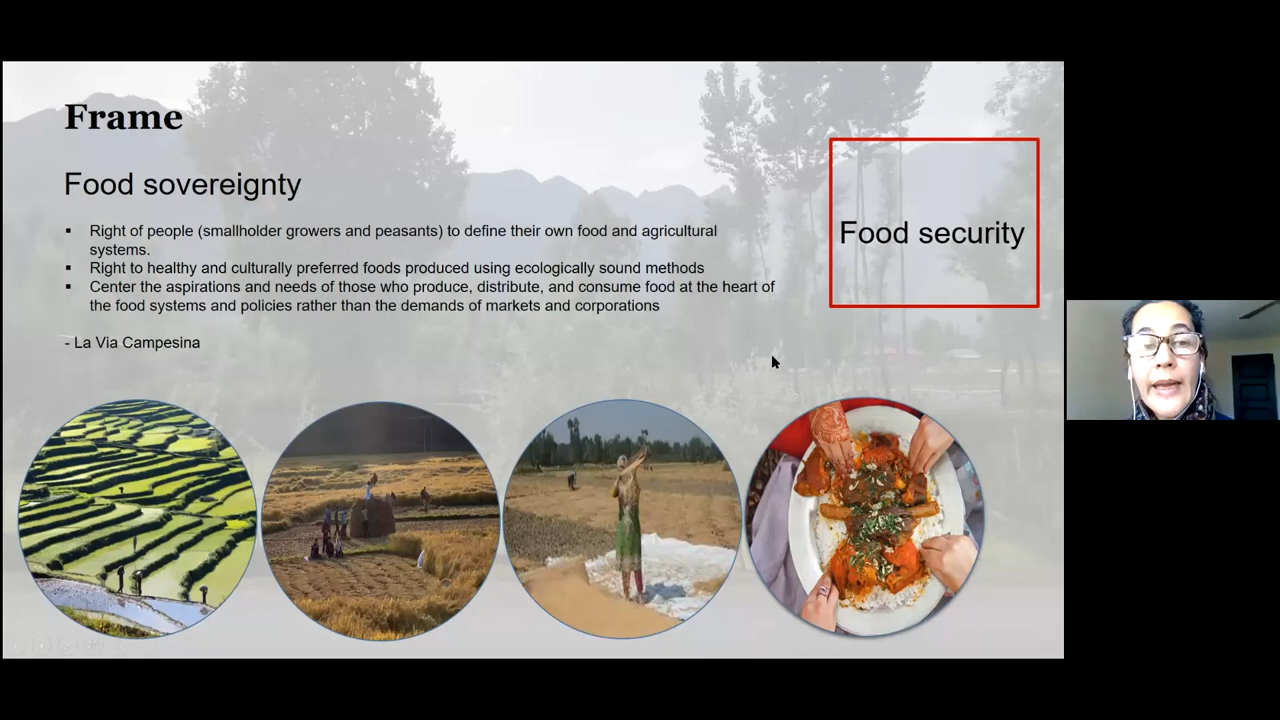 Frame
Food sovereignty
▪ Right of people (smallholder growers and peasants) to define their own food and agricultural
systems.
▪ Right to healthy and culturally preferred foods produced using ecologically sound methods
▪ Center the aspirations and needs of those who produce, distribute, and consume food at the heart of
the food systems and policies rather than the demands of markets and corporations
- La Via Campesina
Food security